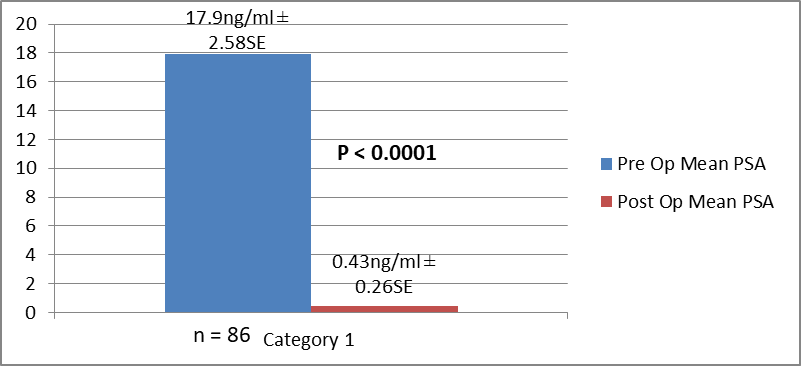 17.9ng/ml ±
2.58SE
20
18
16
14
12
10
8
6
4
2
0
P < 0.0001
0.43ng/ml ±
0.26SE
n = 86
Category 1
Pre Op Mean PSA
Post Op Mean PSA